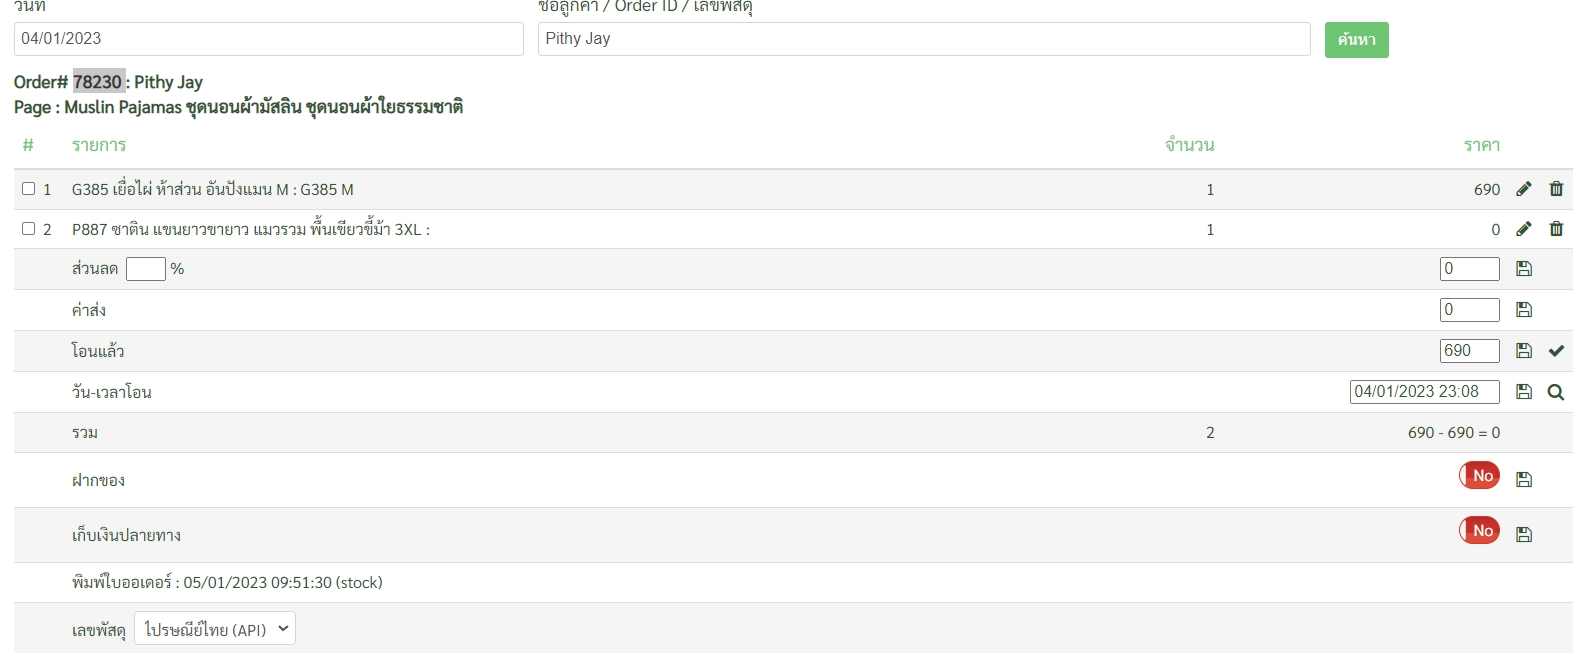 วันที่ ชื่อลูกค้า / Order ID / เลขพัสดุ
04/01/2023 Pithy Jay ค้นหา
Order# 78230 : Pithy Jay
Page : Muslin Pajamas ชุดนอนผ้ามัสลิน ชุดนอนผ้าใยธรรมชาติ
# รายการ จำนวน ราคา
1 G385 เยื่อไผ่ ห้าส่วน อันปังแมน M : G385 M 1 690
2 P887 ซาติน แขนยาวขายาว แมวรวม พื้นเขียวขี้ม้า 3XL : 1 0
ส่วนลด % 0
ค่าส่ง 0
โอนแล้ว 690
วัน-เวลาโอน 04/01/2023 23:08
รวม 2 690 - 690 = 0
ฝากของ No
เก็บเงินปลายทาง No
พิมพ์ใบออเดอร์ : 05/01/2023 09:51:30 (stock)
เลขพัสดุ ไปรษณีย์ไทย (API)